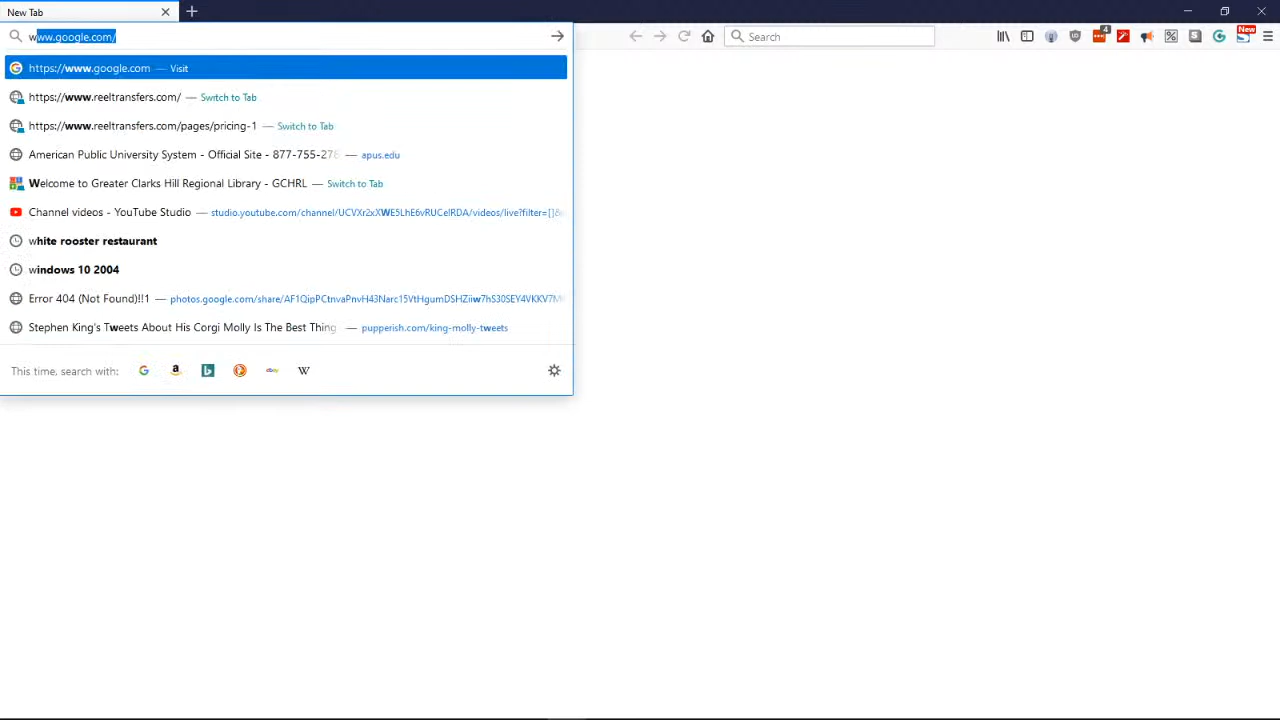 New Tab
www.google.com/
Search
New
4
https://www.google.com — Visit
https://www.reeltransfers.com/ — Switch to Tab
https://www.reeltransfers.com/pages/pricing-1 — Switch to Tab
American Public University System - Official Site - 877-755-278 — apus.edu
Welcome to Greater Clarks Hill Regional Library - GCHRL — Switch to Tab
Channel videos - YouTube Studio — studio.youtube.com/channel/UCVXr2xXWE5LhE6vRUCelRDA/videos/live?filter=[]&
white rooster restaurant
windows 10 2004
Error 404 (Not Found)!!1 — photos.google.com/share/AF1QipPCtnvaPnvH43Narc15VtHgumDSHZiiw7hS30SEY4VKKV7M
Stephen King's Tweets About His Corgi Molly Is The Best Thing — pupperish.com/king-molly-tweets
This time, search with: